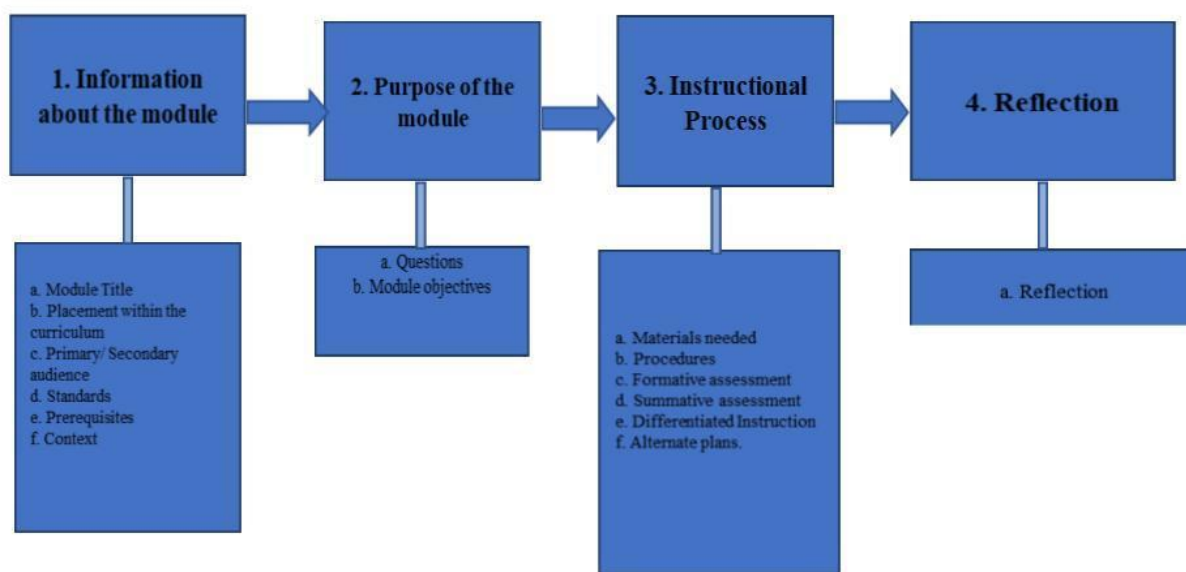 1. Information
about the module
2. Purpose of the
module
3. Instructional
Process
4. Reflection
a. Module Title
b. Placement within the
curriculum
c. Primary/ Secondary
audience
d. Standards
e. Prerequisites
f. Context
a. Questions
b. Module objectives
a. Materials needed
b. Procedures
c. Formative assessment
d. Summative assessment
e. Differentiated Instruction
f. Alternate plans.
a. Reflection